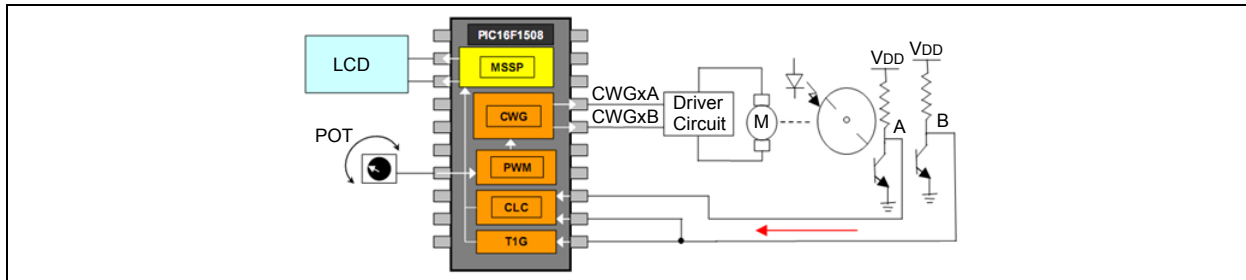 PIC16F1508
LCD
MSSP
CWG
PWM
CLC
T1G
POT
CWGxA
CWGxB
Driver
Circuit
M
VDD
VDD
A
B